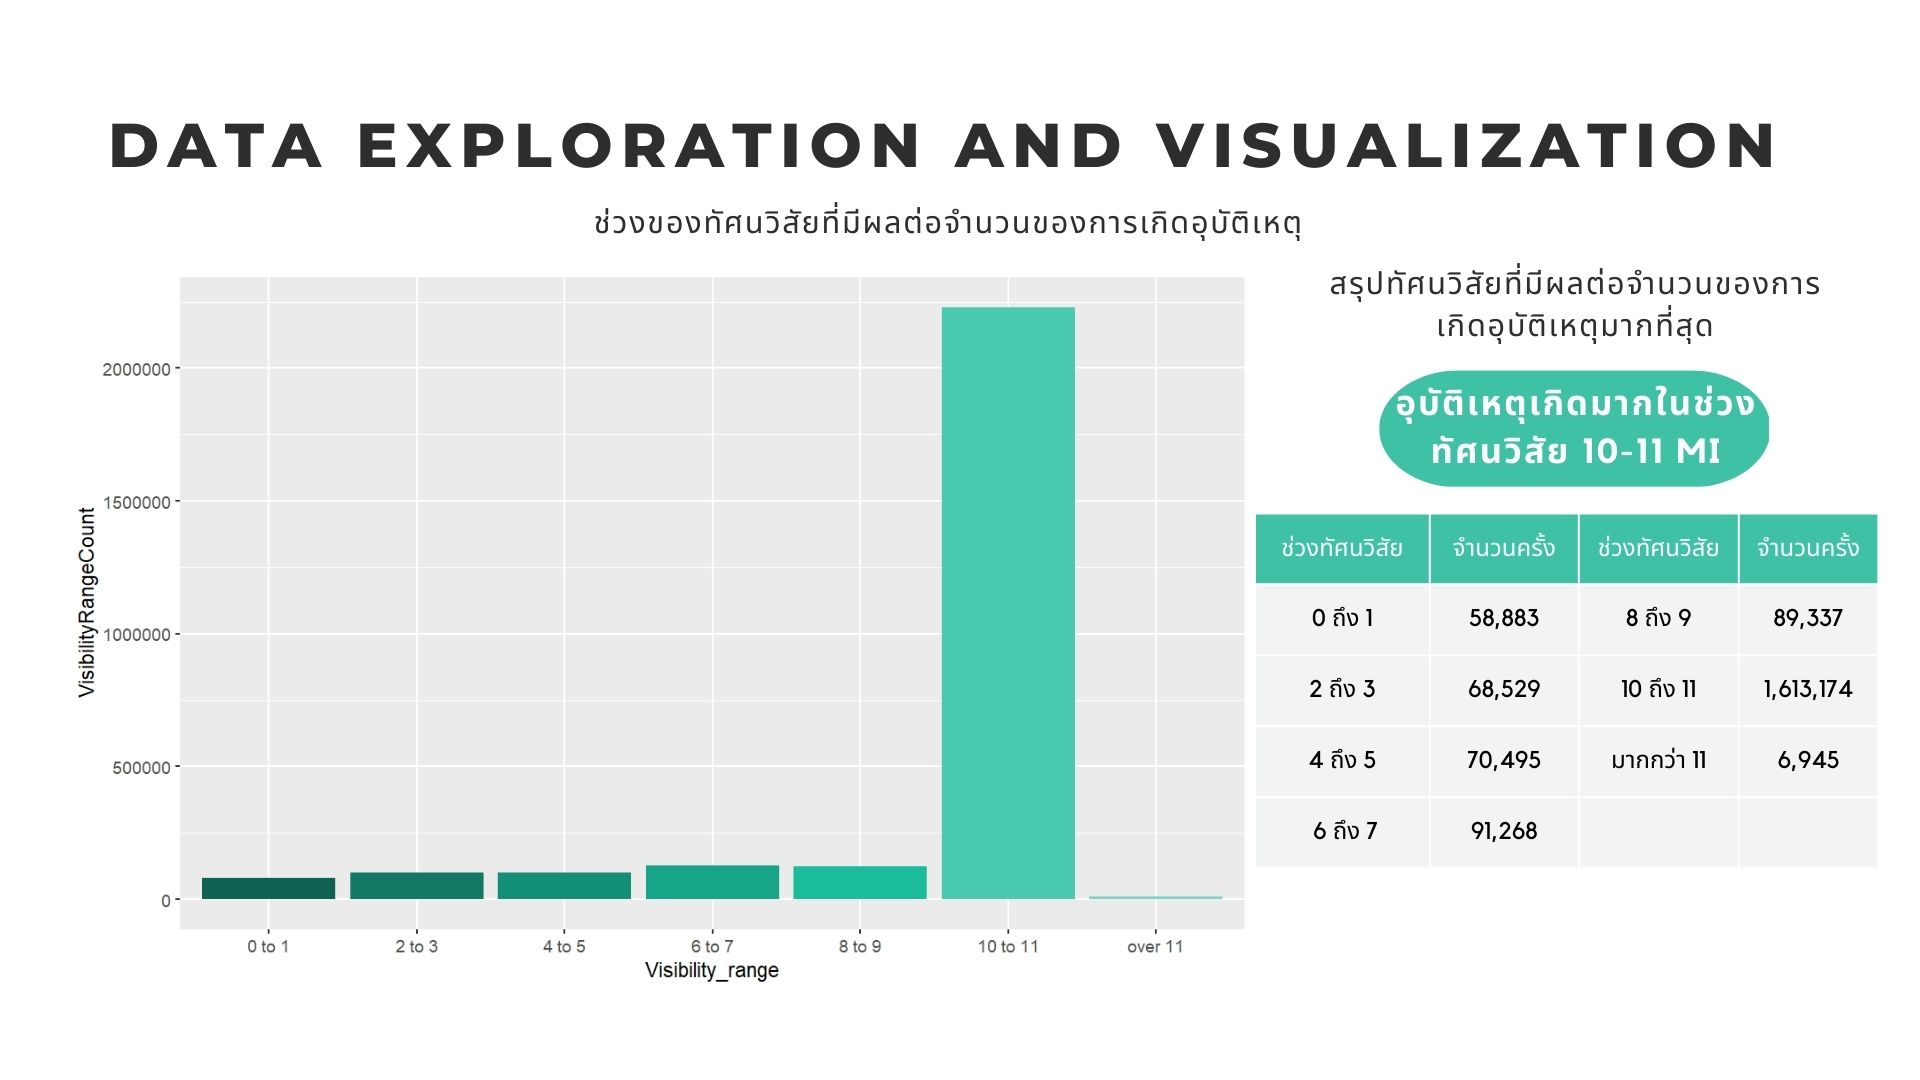 DATA EXPLORATION AND VISUALIZATION
ช่วงของทัศนวิสัยที่มีผลต่อจำนวนของการเกิดอุบัติเหตุ
VisibilityRangeCount
2000000
1500000
1000000
500000
0
0 to 1
2 to 3
4 to 5
6 to 7
8 to 9
10 to 11
over 11
Visibility_range
สรุปทัศนวิสัยที่มีผลต่อจำนวนของการ
เกิดอุบัติเหตุมากที่สุด
อุบัติเหตุเกิดมากในช่วง
ทัศนวิสัย 10-11 MI
ช่วงทัศนวิสัย จำนวนครั้ง ช่วงทัศนวิสัย จำนวนครั้ง
0 ถึง 1 58,883 8 ถึง 9 89,337
2 ถึง 3 68,529 10 ถึง 11 1,613,174
4 ถึง 5 70,495 มากกว่า 11 6,945
6 ถึง 7 91,268